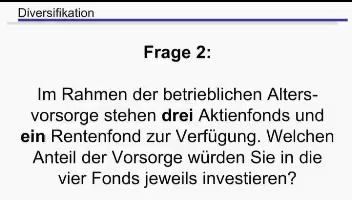 Diversifikation
Frage 2:
Im Rahmen der betrieblichen Alters-
vorsorge stehen drei Aktienfonds und
ein Rentenfond zur Verfügung. Welchen
Anteil der Vorsorge würden Sie in die
vier Fonds jeweils investieren?